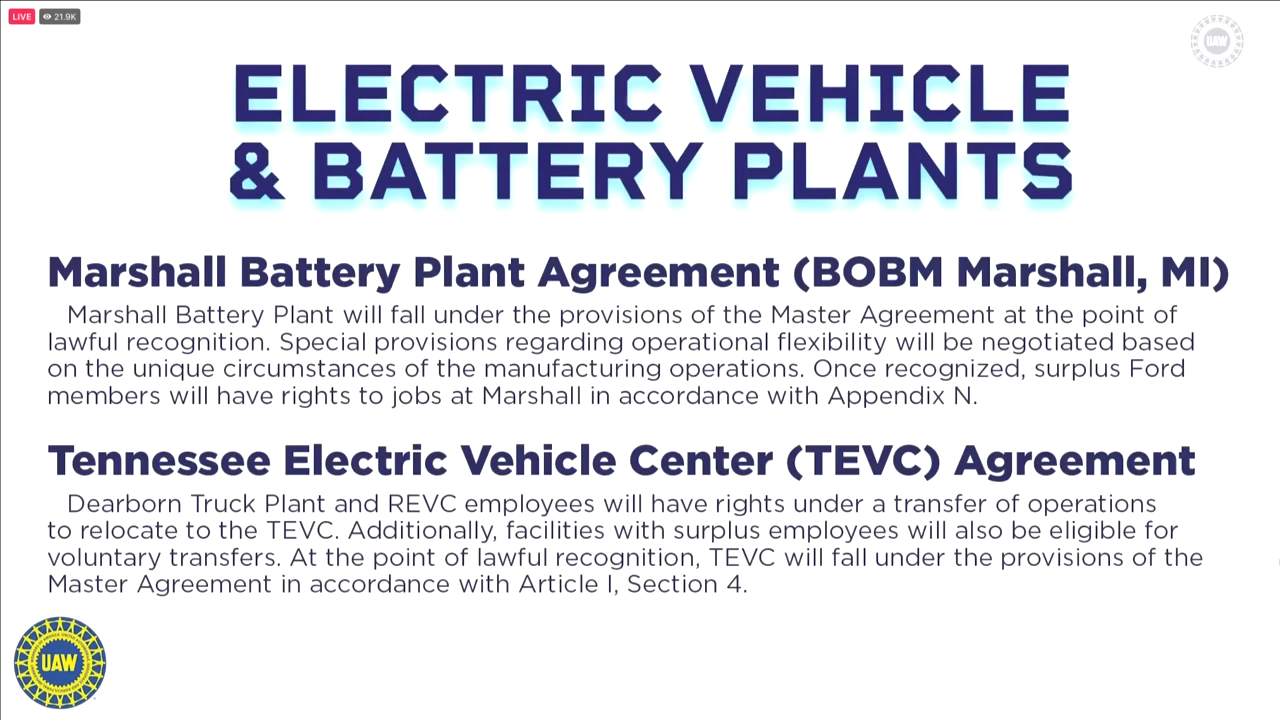 LIVE 21.9K
UAW
ELECTRIC VEHICLE
& BATTERY PLANTS
Marshall Battery Plant Agreement (BOBM Marshall, MI)
Marshall Battery Plant will fall under the provisions of the Master Agreement at the point of
lawful recognition. Special provisions regarding operational flexibility will be negotiated based
on the unique circumstances of the manufacturing operations. Once recognized, surplus Ford
members will have rights to jobs at Marshall in accordance with Appendix N.
Tennessee Electric Vehicle Center (TEVC) Agreement
Dearborn Truck Plant and REVC employees will have rights under a transfer of operations
to relocate to the TEVC. Additionally, facilities with surplus employees will also be eligible for
voluntary transfers. At the point of lawful recognition, TEVC will fall under the provisions of the
Master Agreement in accordance with Article I, Section 4.
UAW